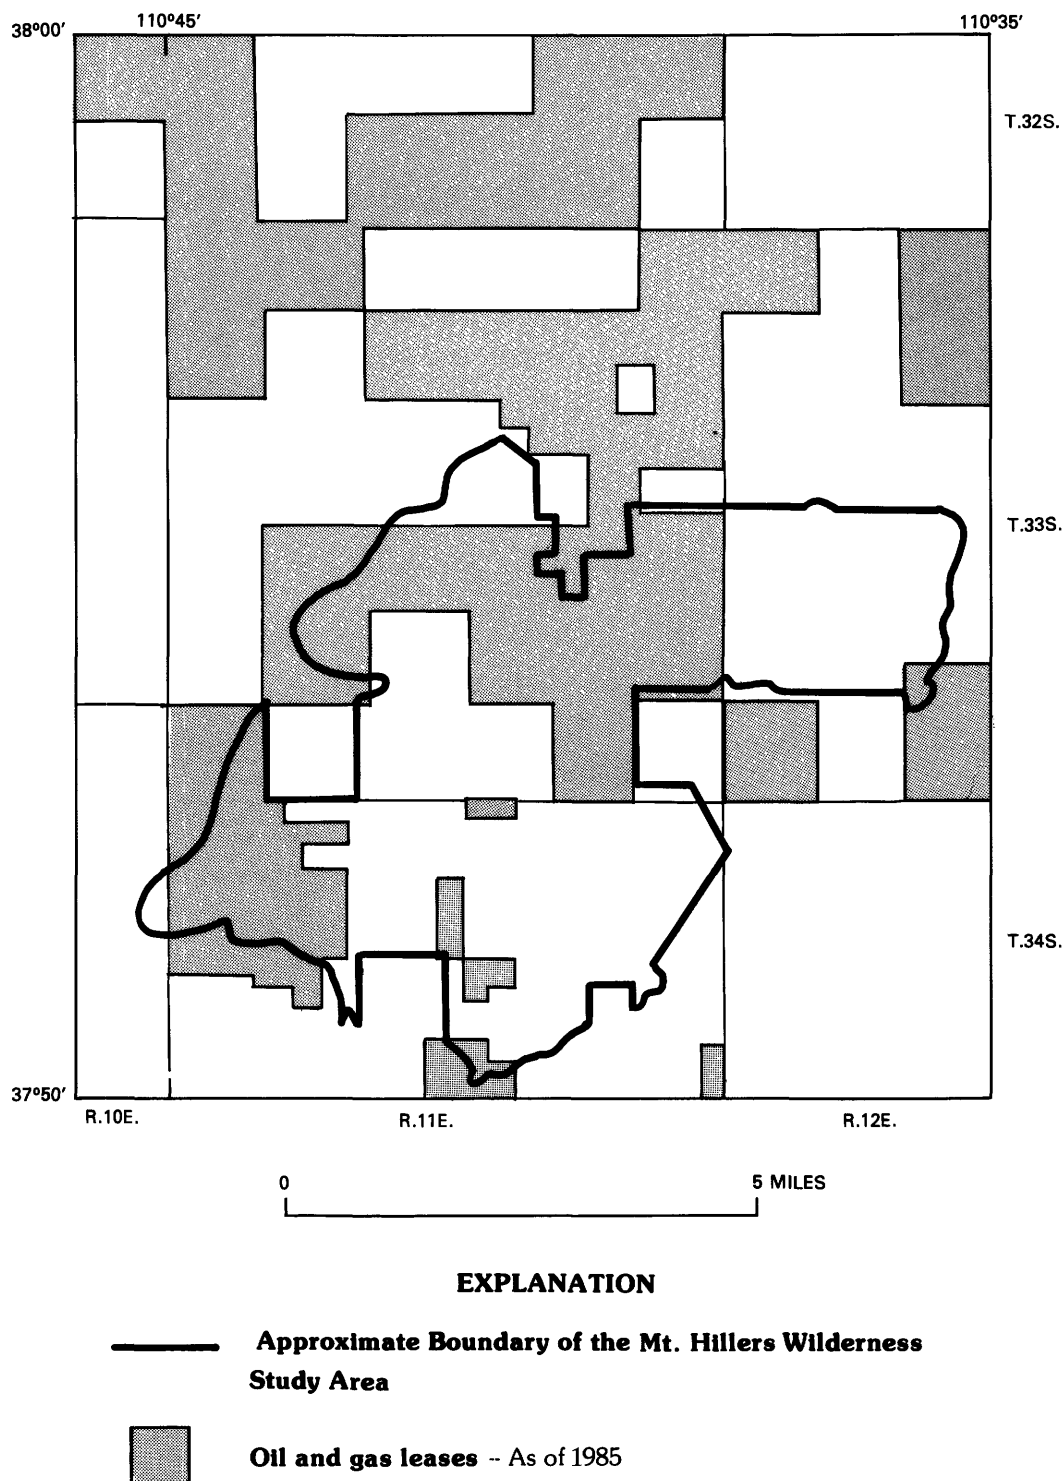 110°45'
110°35'
38°00'
T.32S.
T.33S.
T.34S.
37°50'
R.10E.
R.11E.
R.12E.
0
5 MILES
EXPLANATION
Approximate Boundary of the Mt. Hillers Wilderness
Study Area
Oil and gas leases -- As of 1985